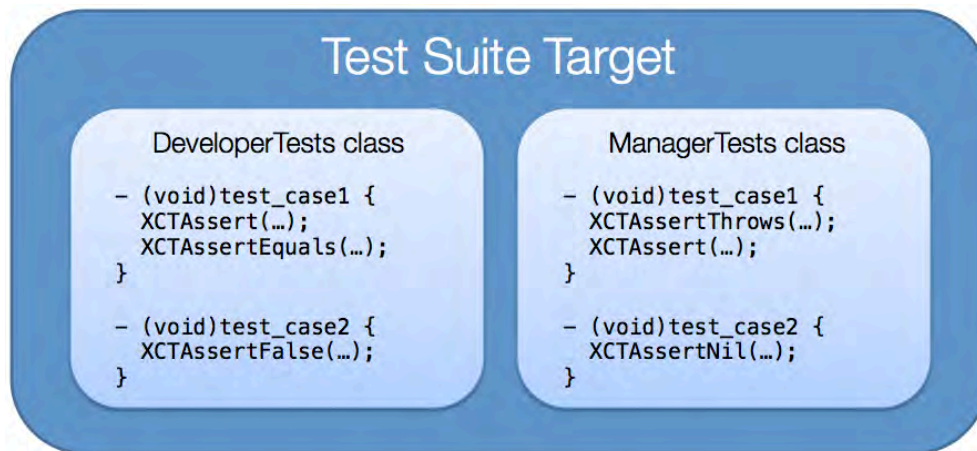 Test Suite Target
DeveloperTests class
- (void)test_case1 {
XCTAssert(…);
XCTAssertEquals(…);
}
- (void)test_case2 {
XCTAssertFalse(…);
}
ManagerTests class
- (void)test_case1 {
XCTAssertThrows(…);
XCTAssert(…);
}
- (void)test_case2 {
XCTAssertNil(…);
}